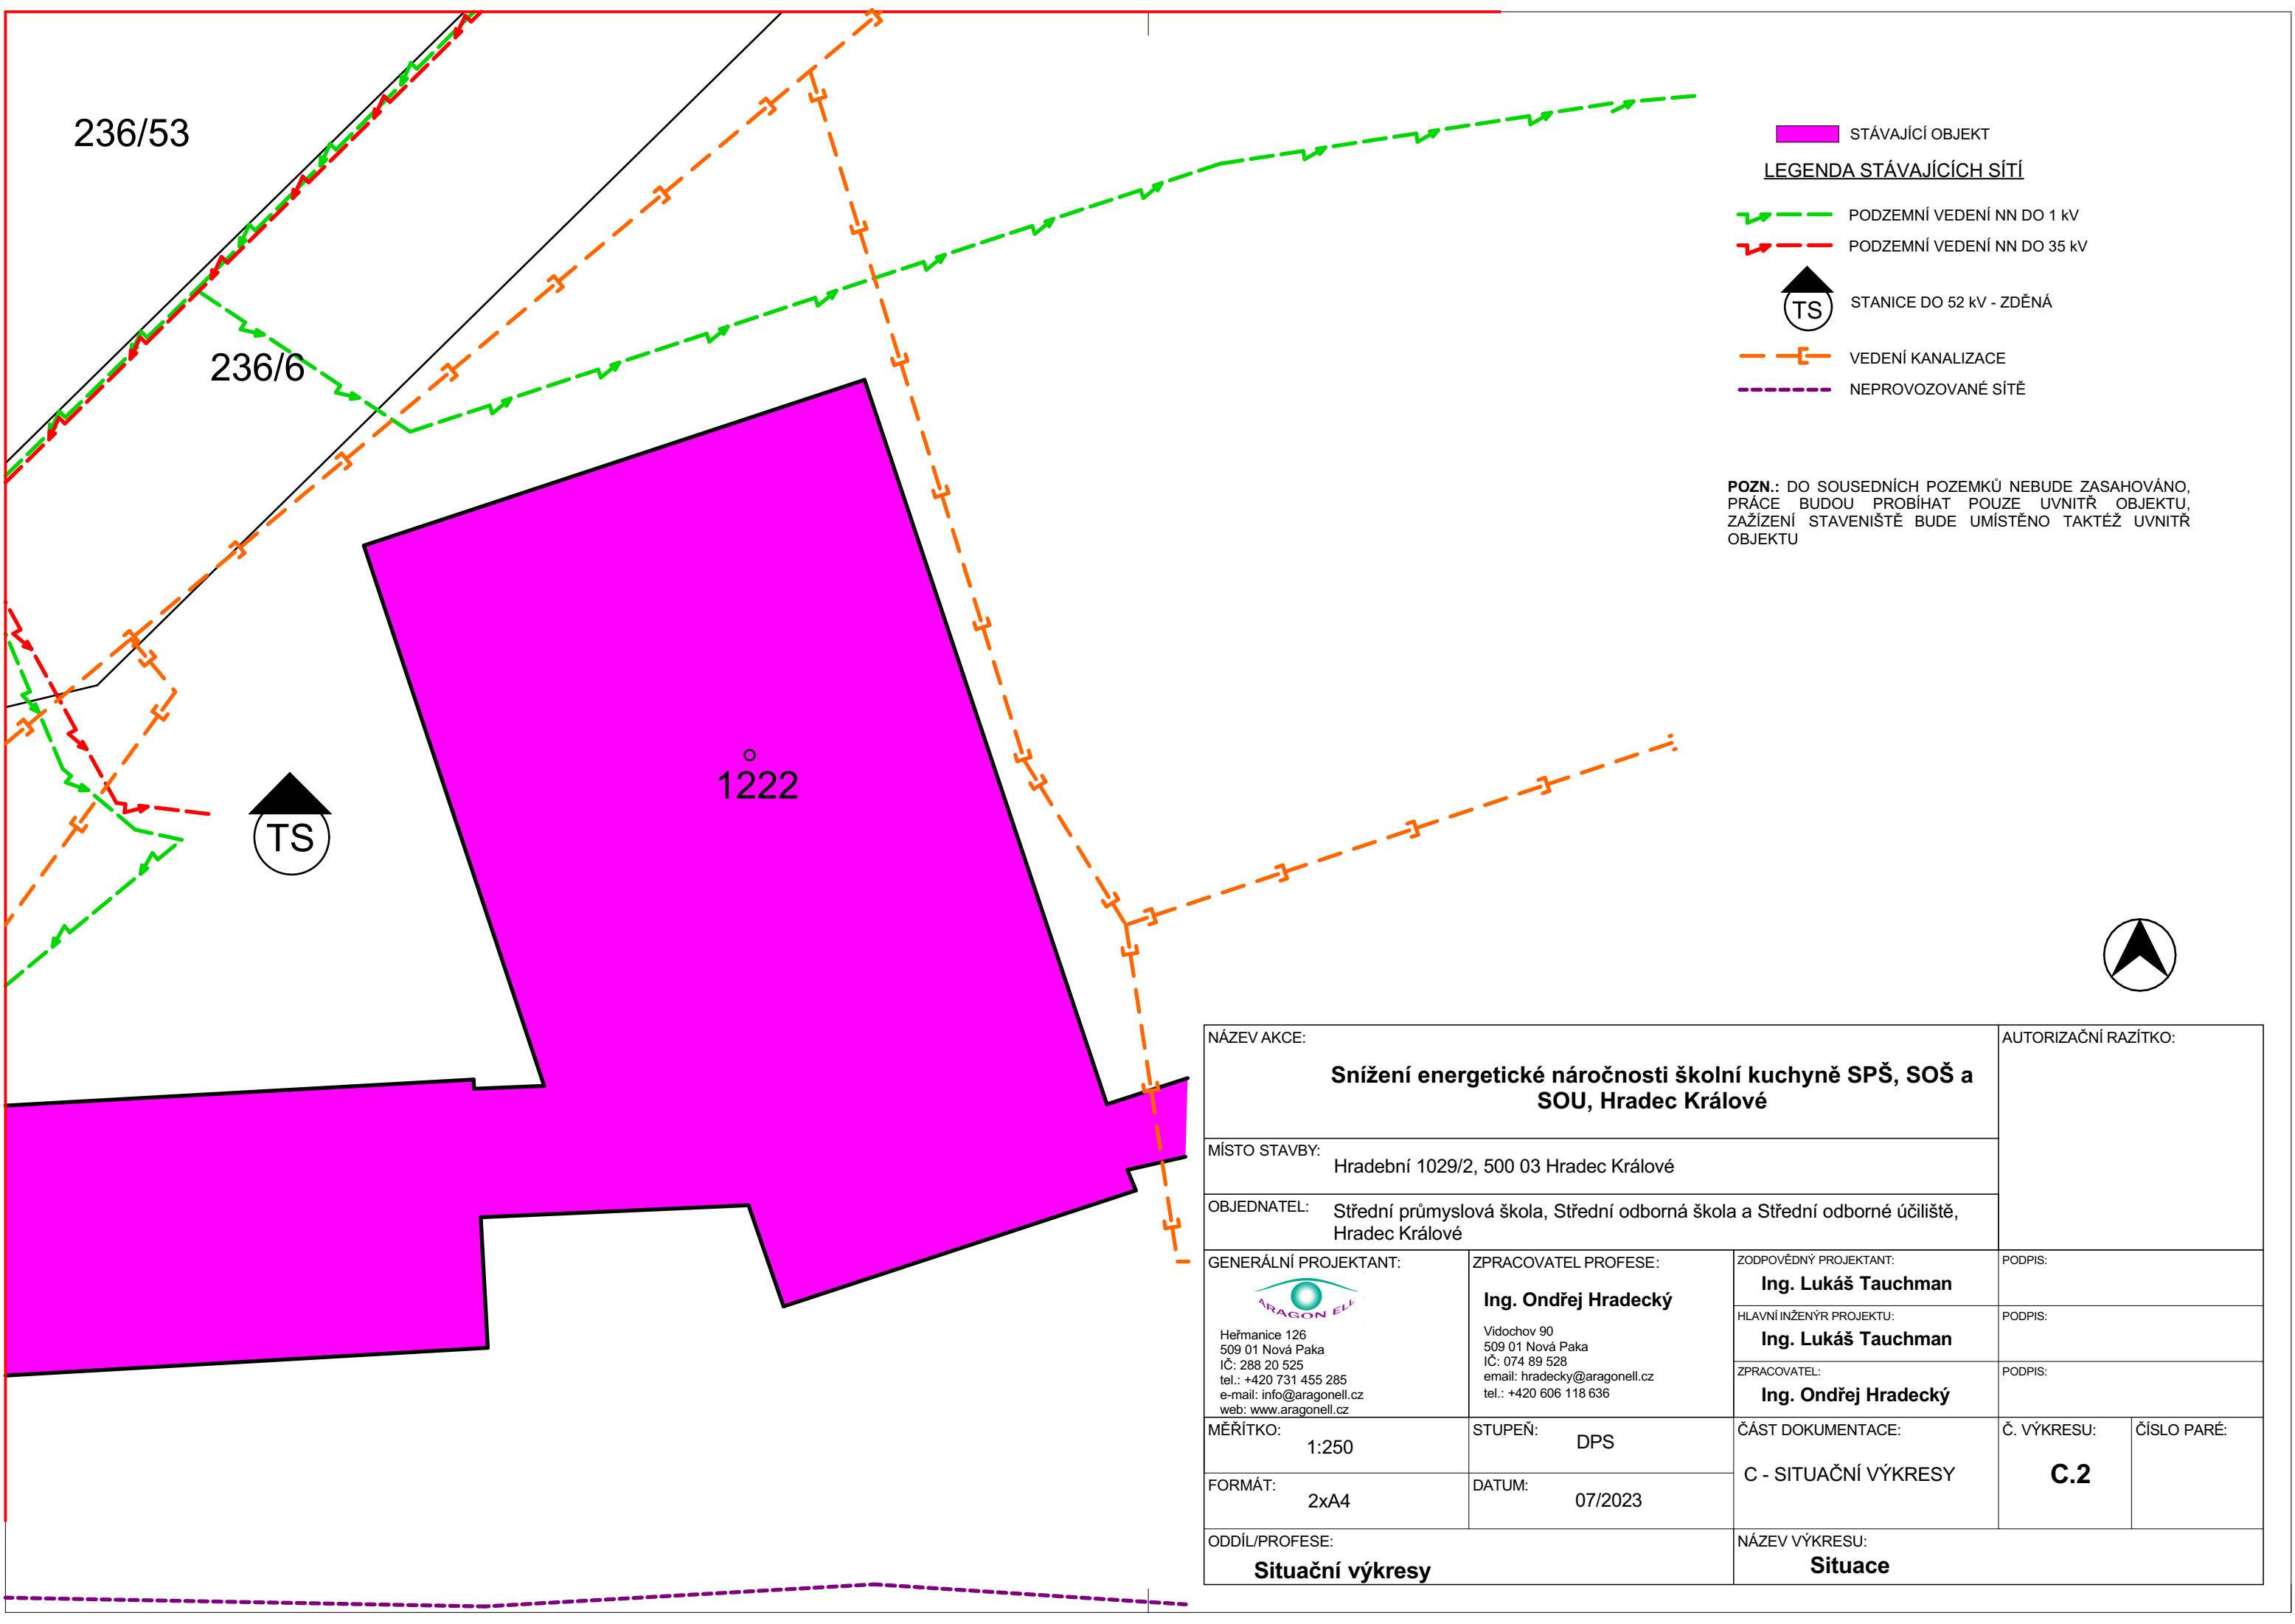 236/53
236/6
1222
TS
STÁVAJÍCÍ OBJEKT
LEGENDA STÁVAJÍCÍCH SÍTÍ
PODZEMNÍ VEDENÍ NN DO 1 kV
PODZEMNÍ VEDENÍ NN DO 35 kV
TS
STANICE DO 52 kV - ZDĚNÁ
VEDENÍ KANALIZACE
NEPROVOZOVANÉ SÍTĚ
POZN.: DO SOUSEDNÍCH POZEMKŮ NEBUDE ZASAHOVÁNO,
PRÁCE BUDOU PROBÍHAT POUZE UVNITŘ OBJEKTU,
ZAŽÍZENÍ STAVENIŠTĚ BUDE UMÍSTĚNO TAKTÉŽ UVNITŘ
OBJEKTU
NÁZEV AKCE:
Snížení energetické náročnosti školní kuchyně SPŠ, SOŠ a
SOU, Hradec Králové
AUTORIZAČNÍ RAZÍTKO:
MÍSTO STAVBY:
Hradební 1029/2, 500 03 Hradec Králové
OBJEDNATEL:
Střední průmyslová škola, Střední odborná škola a Střední odborné účiliště,
Hradec Králové
GENERÁLNÍ PROJEKTANT:
ARAGON ELL
Heřmanice 126
509 01 Nová Paka
IČ: 288 20 525
tel.: +420 731 455 285
e-mail: info@aragonell.cz
web: www.aragonell.cz
ZPRACOVATEL PROFESE:
Ing. Ondřej Hradecký
Vidochov 90
509 01 Nová Paka
IČ: 074 89 528
email: hradecky@aragonell.cz
tel.: +420 606 118 636
ZODPOVĚDNÝ PROJEKTANT:
Ing. Lukáš Tauchman
PODPIS:
HLAVNÍ INŽENÝR PROJEKTU:
Ing. Lukáš Tauchman
PODPIS:
ZPRACOVATEL:
Ing. Ondřej Hradecký
PODPIS:
MĚŘÍTKO:
1:250
STUPEŇ:
DPS
ČÁST DOKUMENTACE:
C - SITUAČNÍ VÝKRESY
Č. VÝKRESU:
C.2
ČÍSLO PARÉ:
FORMÁT:
2xA4
DATUM:
07/2023
ODDÍL/PROFESE:
Situační výkresy
NÁZEV VÝKRESU:
Situace